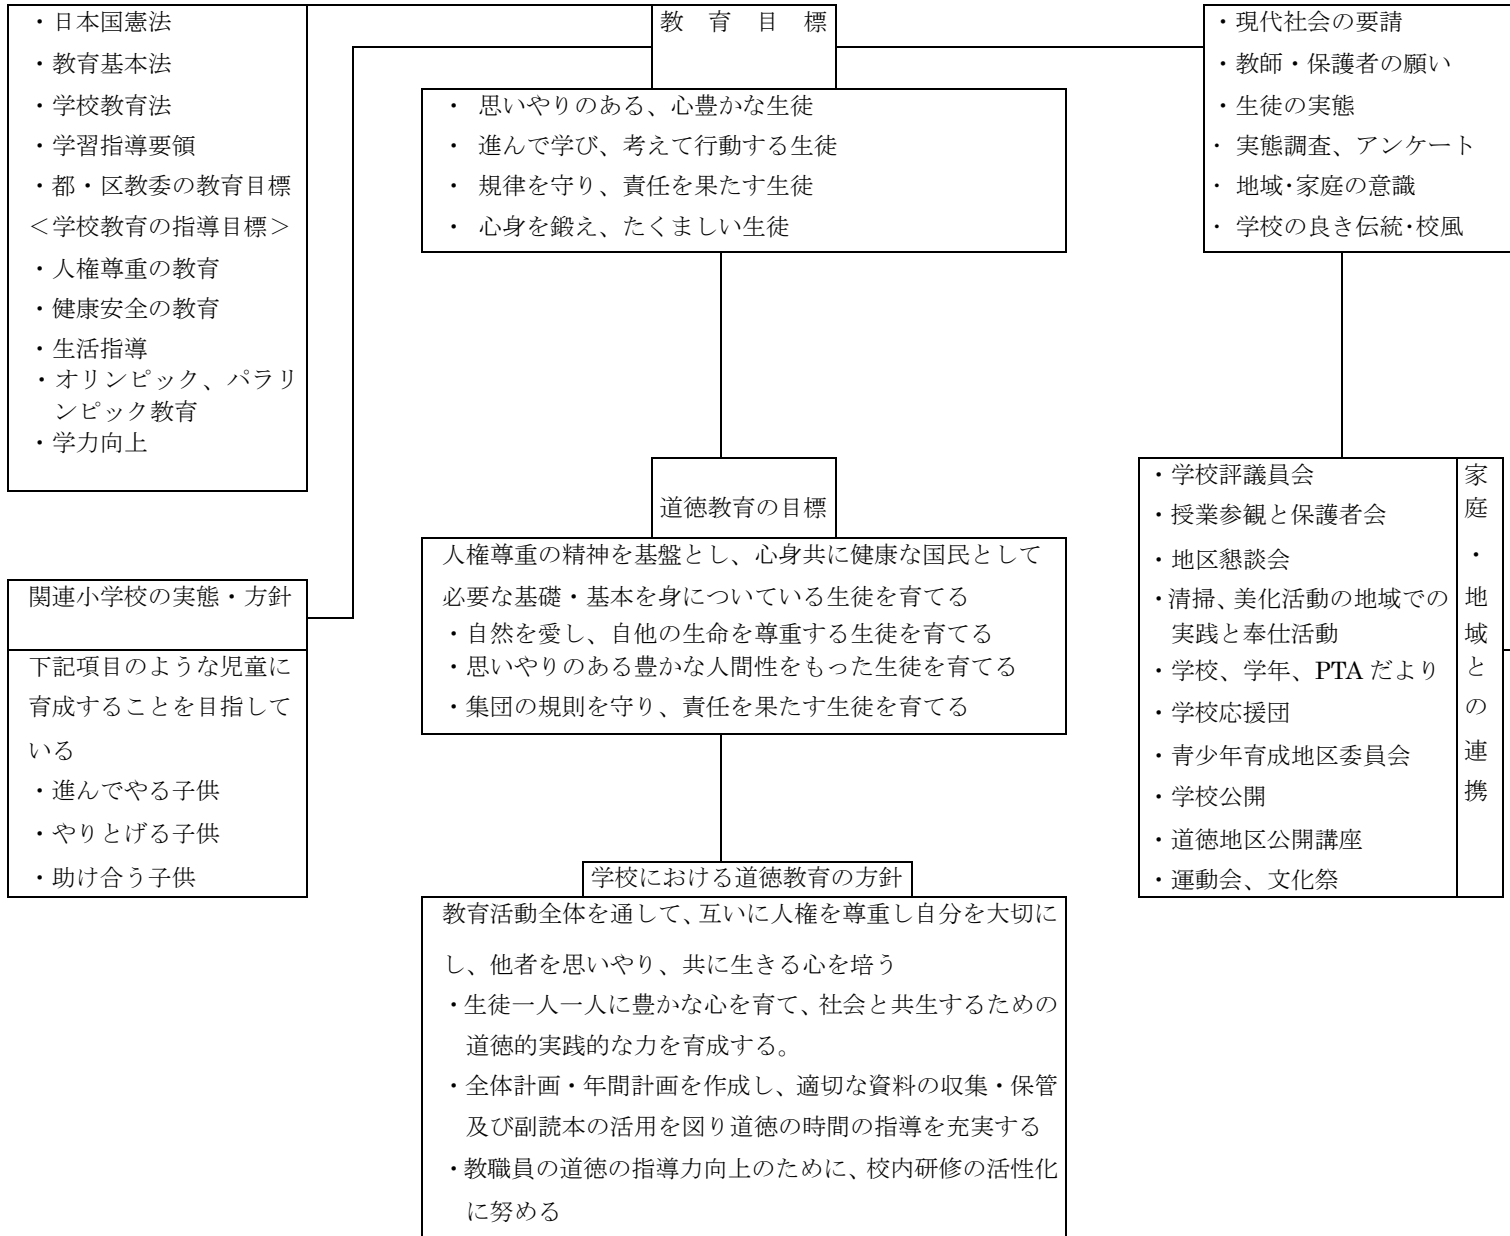 ・日本国憲法
・教育基本法
・学校教育法
・学習指導要領
・都・区教委の教育目標
＜学校教育の指導目標＞
・人権尊重の教育
・健康安全の教育
・生活指導
・オリンピック、パラリ
ンピック教育
・学力向上
教 育 目 標
・ 思いやりのある、心豊かな生徒
・ 進んで学び、考えて行動する生徒
・ 規律を守り、責任を果たす生徒
・ 心身を鍛え、たくましい生徒
・現代社会の要請
・教師・保護者の願い
・生徒の実態
・ 実態調査、アンケート
・ 地域・家庭の意識
・ 学校の良き伝統・校風
関連小学校の実態・方針
下記項目のような児童に
育成することを目指して
いる
・進んでやる子供
・やりとげる子供
・助け合う子供
道徳教育の目標
人権尊重の精神を基盤とし、心身共に健康な国民として
必要な基礎・基本を身についている生徒を育てる
・自然を愛し、自他の生命を尊重する生徒を育てる
・思いやりのある豊かな人間性をもった生徒を育てる
・集団の規則を守り、責任を果たす生徒を育てる
・学校評議員会
・授業参観と保護者会
・地区懇談会
・清掃、美化活動の地域での
実践と奉仕活動
・学校、学年、PTA だより
・学校応援団
・青少年育成地区委員会
・学校公開
・道徳地区公開講座
・運動会、文化祭
家庭・地域との連携
学校における道徳教育の方針
教育活動全体を通して、互いに人権を尊重し自分を大切に
し、他者を思いやり、共に生きる心を培う
・生徒一人一人に豊かな心を育て、社会と共生するための
道徳的実践的な力を育成する。
・全体計画・年間計画を作成し、適切な資料の収集・保管
及び副読本の活用を図り道徳の時間の指導を充実する
・教職員の道徳の指導力向上のために、校内研修の活性化
に努める